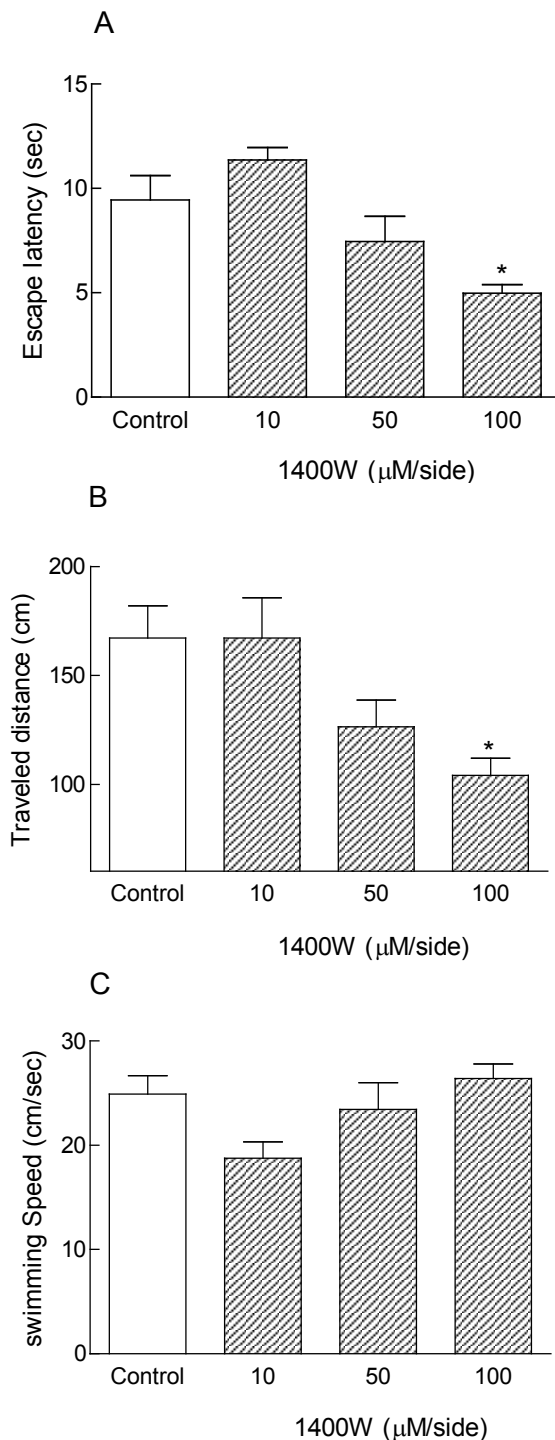 A
Escape latency (sec)
15
10
5
0
*
Control 10 50 100
1400W (μM/side)
B
Traveled distance (cm)
200
150
100
*
Control 10 50 100
1400W (μM/side)
C
swimming Speed (cm/sec)
30
20
10
0
Control 10 50 100
1400W (μM/side)